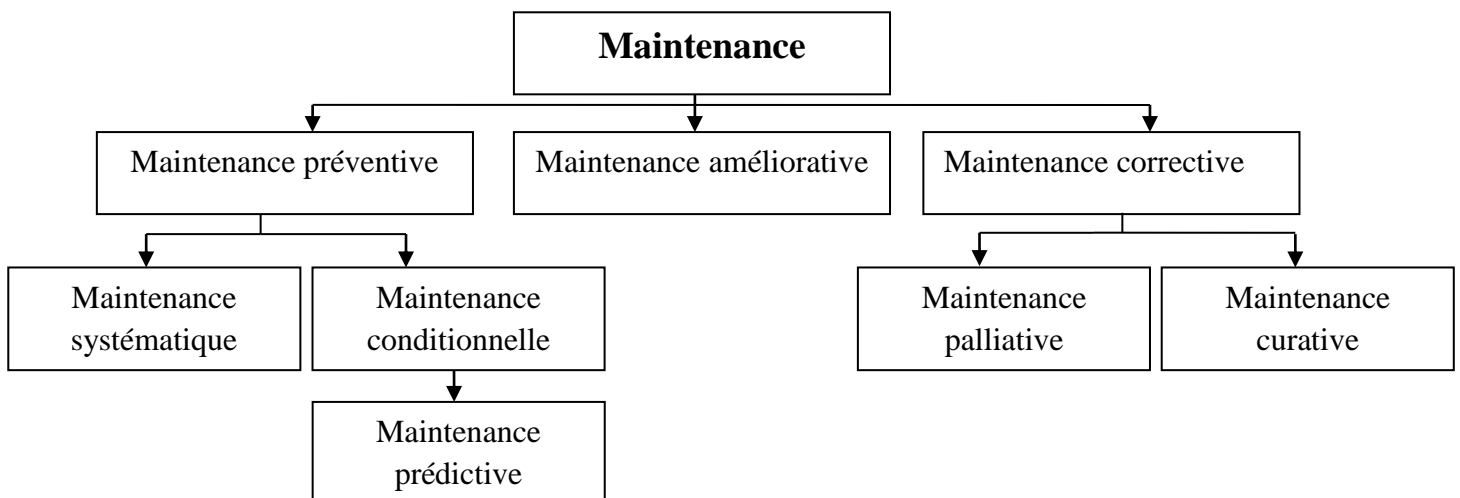 Maintenance
Maintenance préventive
Maintenance améliorative
Maintenance corrective
Maintenance
systématique
Maintenance
conditionnelle
Maintenance
palliative
Maintenance
curative
Maintenance
prédictive